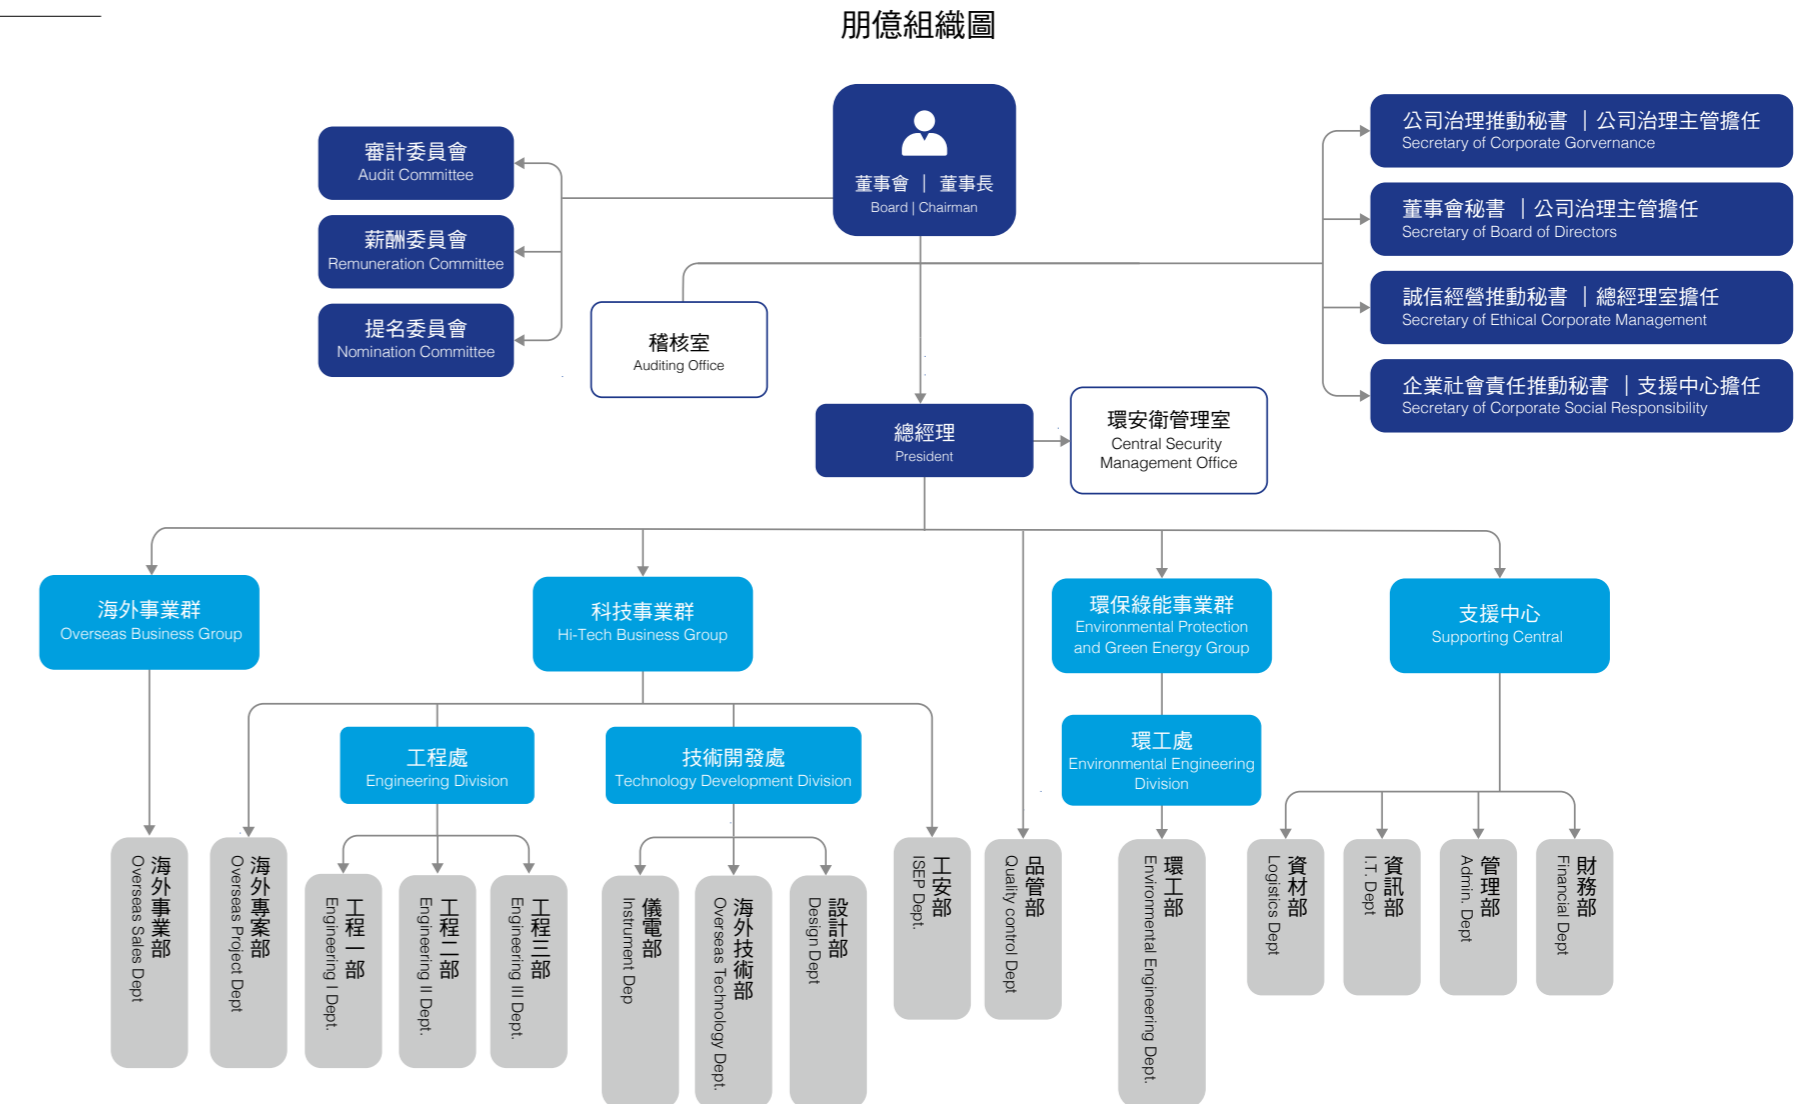 朋億組織圖
董事會 | 董事長
Board | Chairman
審計委員會
Audit Committee
薪酬委員會
Remuneration Committee
提名委員會
Nomination Committee
稽核室
Auditing Office
公司治理推動秘書 | 公司治理主管擔任
Secretary of Corporate Gorvernance
董事會秘書 | 公司治理主管擔任
Secretary of Board of Directors
誠信經營推動秘書 | 總經理室擔任
Secretary of Ethical Corporate Management
企業社會責任推動秘書 | 支援中心擔任
Secretary of Corporate Social Responsibility
總經理
President
環安衛管理室
Central Security
Management Office
海外事業群
Overseas Business Group
科技事業群
Hi-Tech Business Group
環保綠能事業群
Environmental Protection
and Green Energy Group
支援中心
Supporting Central
工程處
Engineering Division
技術開發處
Technology Development Division
環工處
Environmental Engineering
Division
海外事業部
Overseas Sales Dept
海外專案部
Overseas Project Dept
工程一部
Engineering I Dept.
工程二部
Engineering II Dept.
工程三部
Engineering III Dept.
儀電部
Instrument Dep
海外技術部
Overseas Technology Dept.
設計部
Design Dept
工安部
ISEP Dept.
品管部
Quality control Dept
環工部
Environmental Engineering Dept.
資材部
Logistics Dept
資訊部
I.T. Dept
管理部
Admin. Dept
財務部
Financial Dept